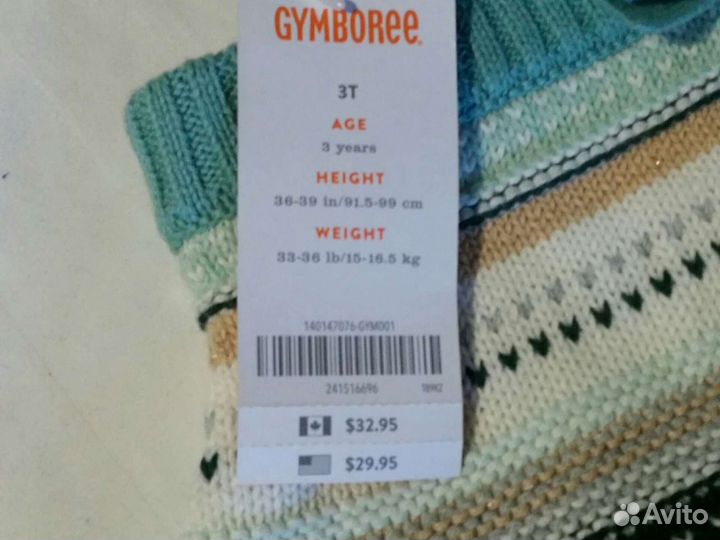 GYMBOREE
3T
AGE
3 years
HEIGHT
36-39 in/91.5-99 cm
WEIGHT
33-36 lb/15-16.5 kg
140147076-GYM001
241516696
$32.95
$29.95
Avito